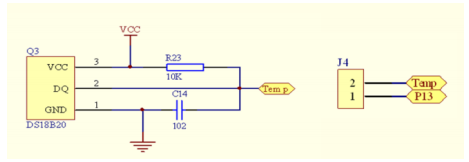 VCC
Q3
VCC 3 R23
10K
DQ 2 Temp
C14
GND 1
DS18B20 102
J4
2 Temp
1 P13